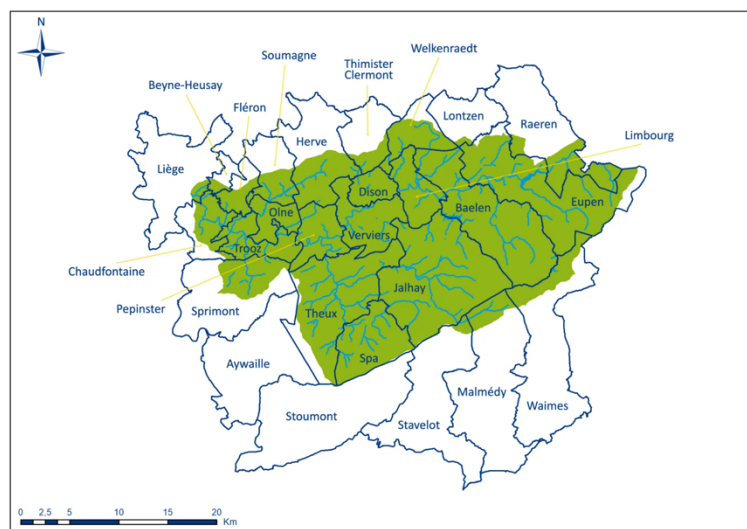 N
Welkenraedt
Soumagne
Thimister
Clermont
Beyne-Heusay
Fléron
Lontzen
Raeren
Herve
Limbourg
Liège
Dison
Eupen
Olne
Baelen
Verviers
Trooz
Chaudfontaine
Jalhay
Pepinster
Theux
Sprimont
Spa
Aywaille
Malmédy
Waimes
Stoumont
Stavelot
0 2,5 5 10 15 20
Km